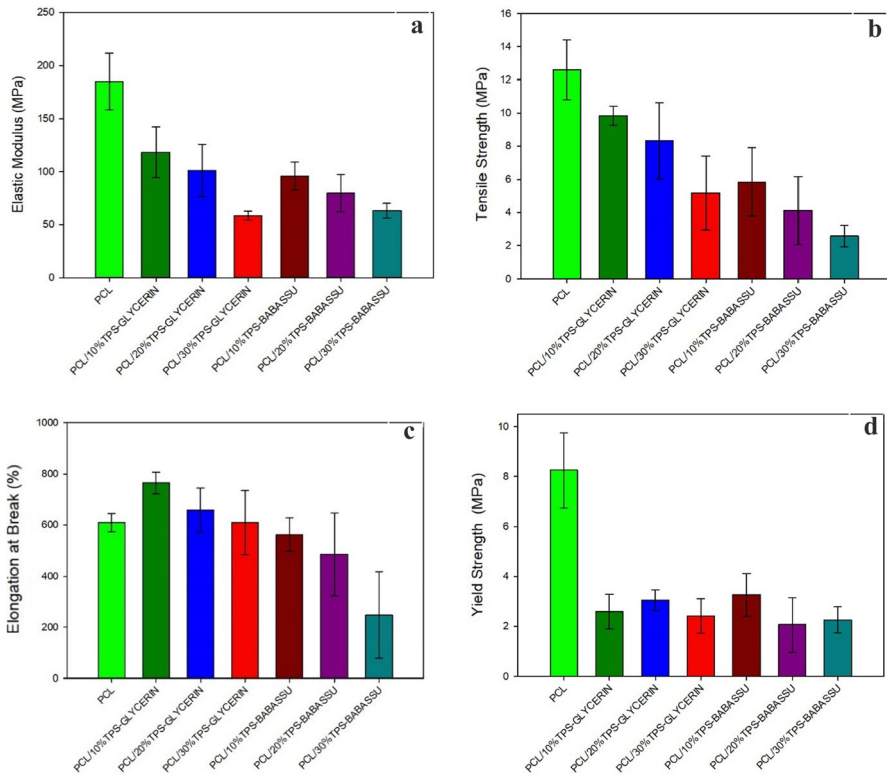 a
Elastic Modulus (MPa)
250
200
150
100
50
0
PCL
PCL/10%TPS-GLYCERIN
PCL/20%TPS-GLYCERIN
PCL/30%TPS-GLYCERIN
PCL/10%TPS-BABASSU
PCL/20%TPS-BABASSU
PCL/30%TPS-BABASSU
b
Tensile Strength (MPa)
16
14
12
10
8
6
4
2
0
PCL
PCL/10%TPS-GLYCERIN
PCL/20%TPS-GLYCERIN
PCL/30%TPS-GLYCERIN
PCL/10%TPS-BABASSU
PCL/20%TPS-BABASSU
PCL/30%TPS-BABASSU
c
Elongation at Break (%)
1000
800
600
400
200
0
PCL
PCL/10%TPS-GLYCERIN
PCL/20%TPS-GLYCERIN
PCL/30%TPS-GLYCERIN
PCL/10%TPS-BABASSU
PCL/20%TPS-BABASSU
PCL/30%TPS-BABASSU
d
Yield Strength (MPa)
10
8
6
4
2
0
PCL
PCL/10%TPS-GLYCERIN
PCL/20%TPS-GLYCERIN
PCL/30%TPS-GLYCERIN
PCL/10%TPS-BABASSU
PCL/20%TPS-BABASSU
PCL/30%TPS-BABASSU